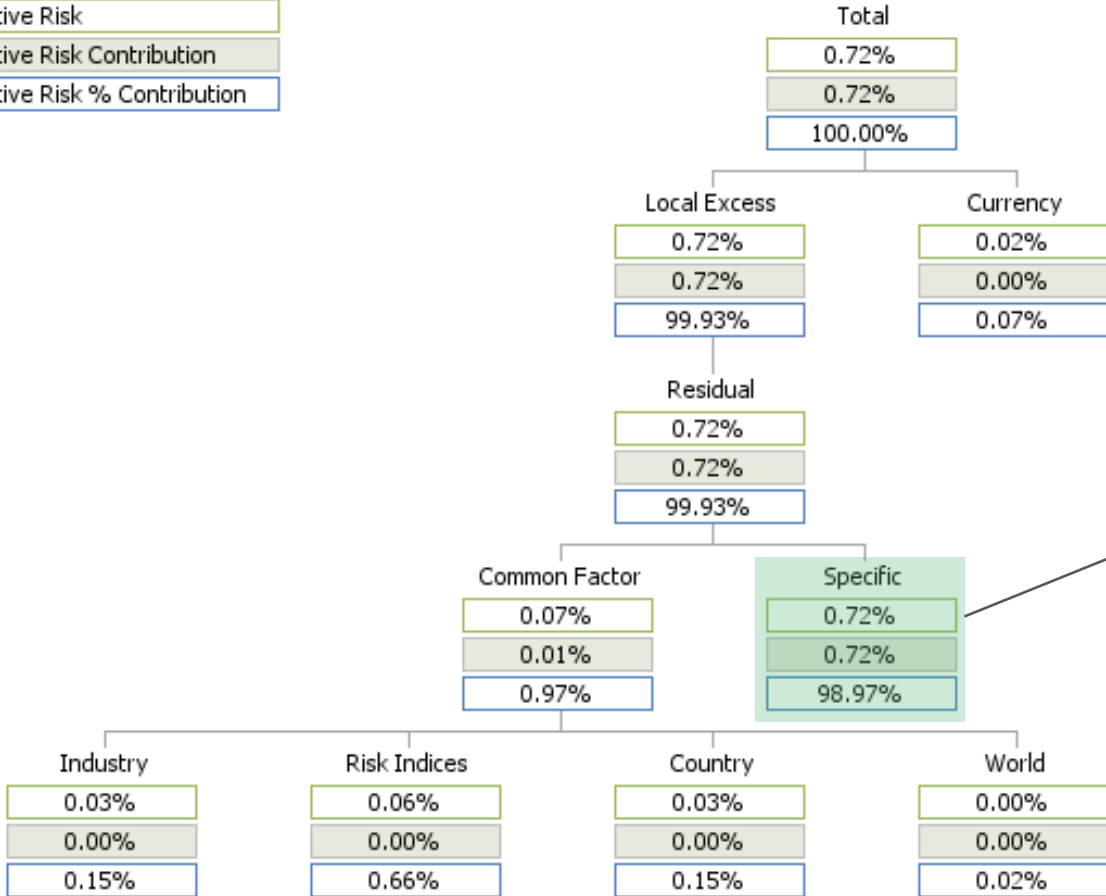 tive Risk
tive Risk Contribution
tive Risk % Contribution
Total
0.72%
0.72%
100.00%
Local Excess Currency
0.72% 0.02%
0.72% 0.00%
99.93% 0.07%
Residual
0.72%
0.72%
99.93%
Common Factor Specific
0.07% 0.72%
0.01% 0.72%
0.97% 98.97%
Industry Risk Indices Country World
0.03% 0.06% 0.03% 0.00%
0.00% 0.00% 0.00% 0.00%
0.15% 0.66% 0.15% 0.02%